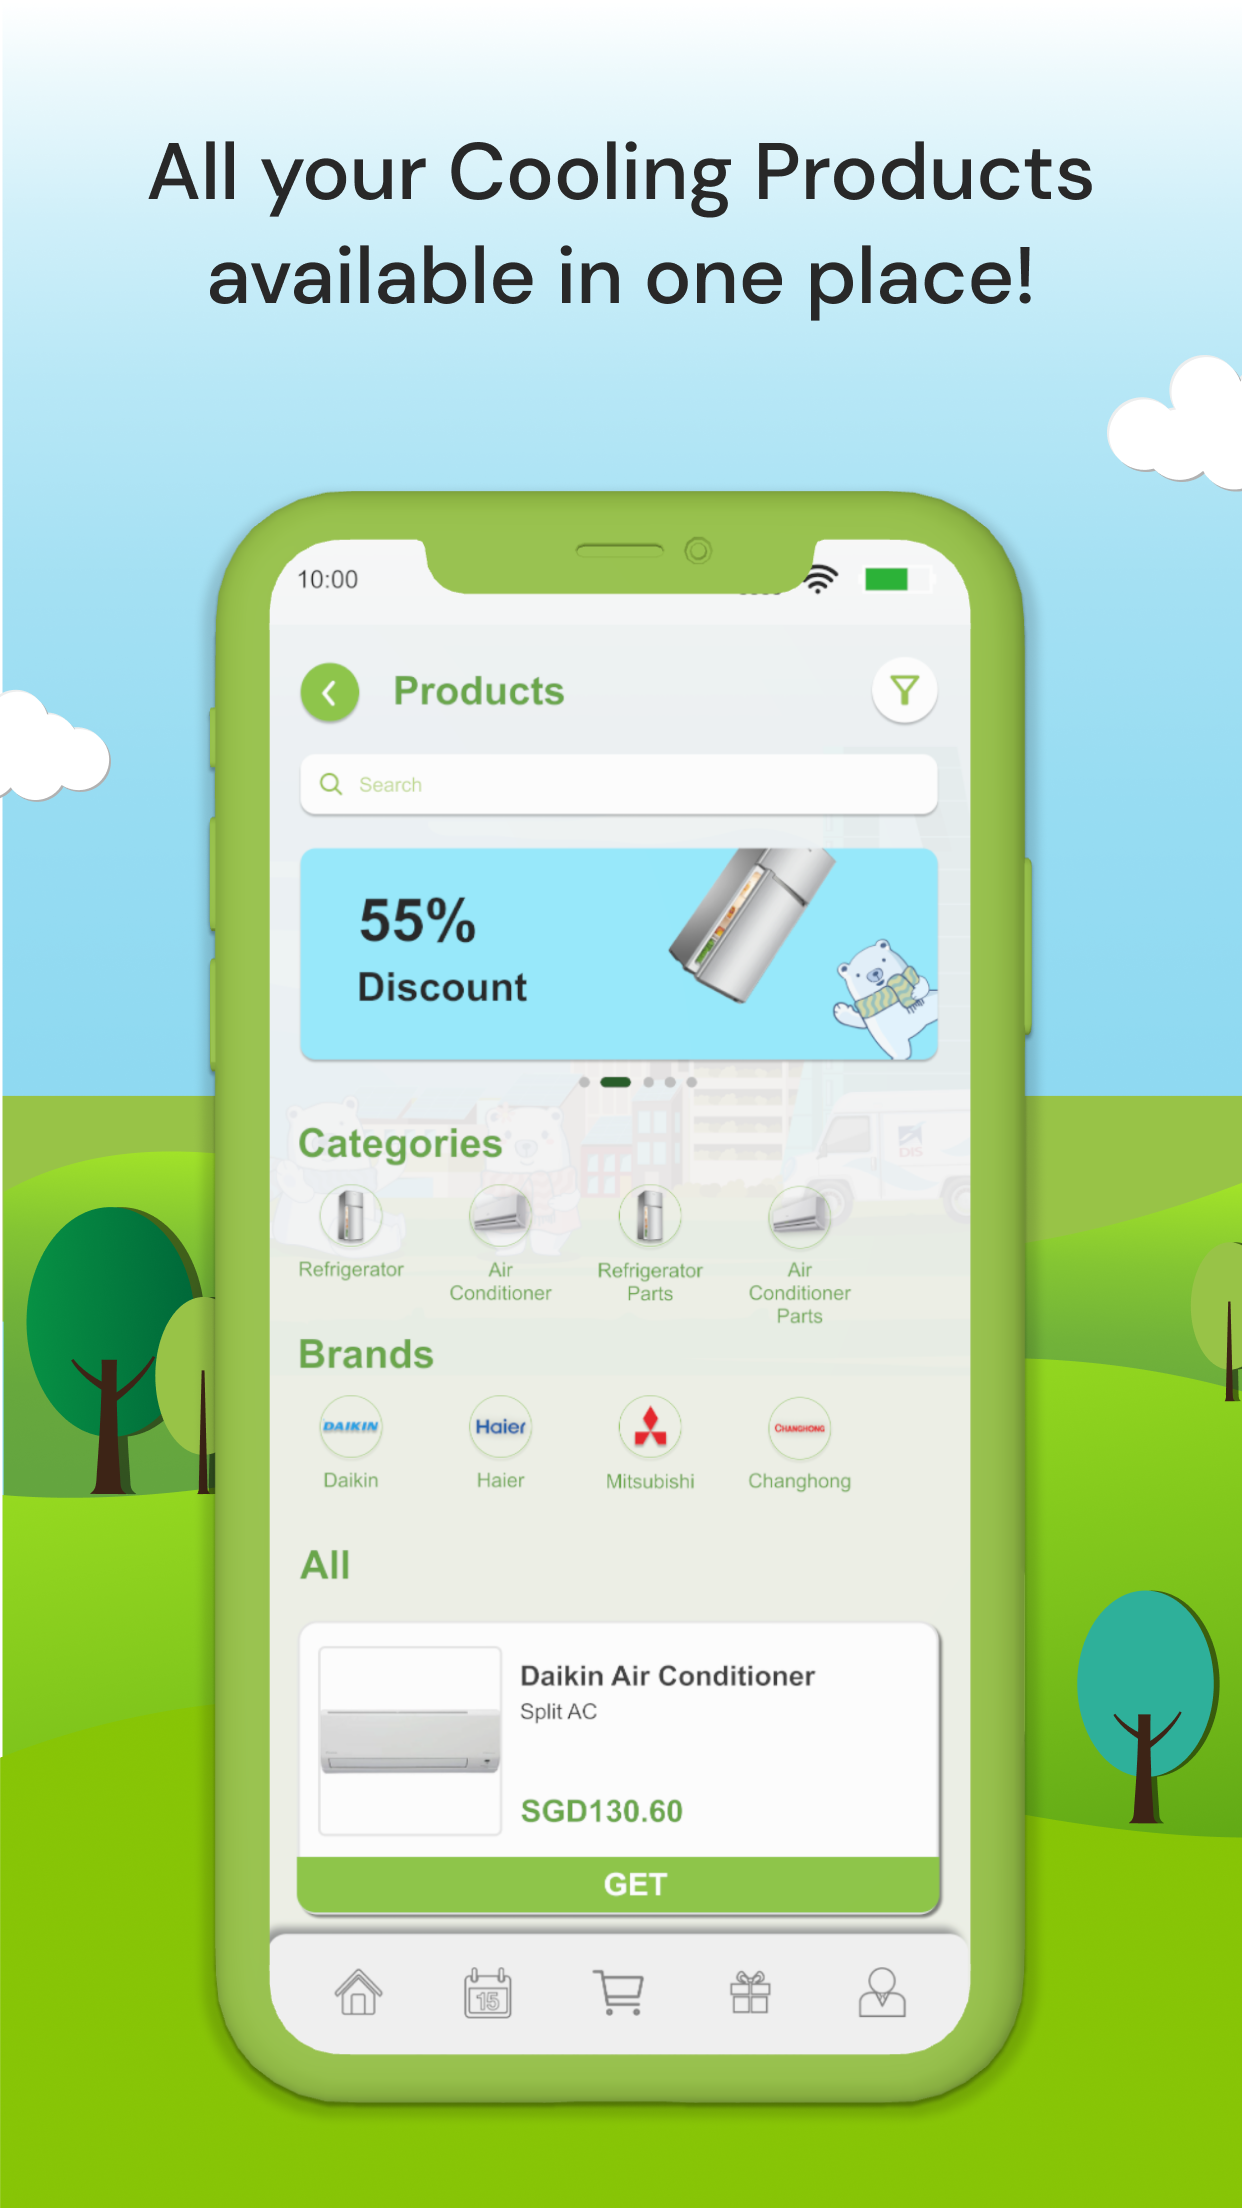 All your Cooling Products
available in one place!
10:00
Products
Search
55%
Discount
DIS
Categories
Refrigerator
Air
Conditioner
Refrigerator
Parts
Air
Conditioner
Parts
Brands
DAIKIN
Haier
CHANGHONG
Daikin
Haier
Mitsubishi
Changhong
All
Daikin Air Conditioner
Split AC
SGD130.60
GET
15